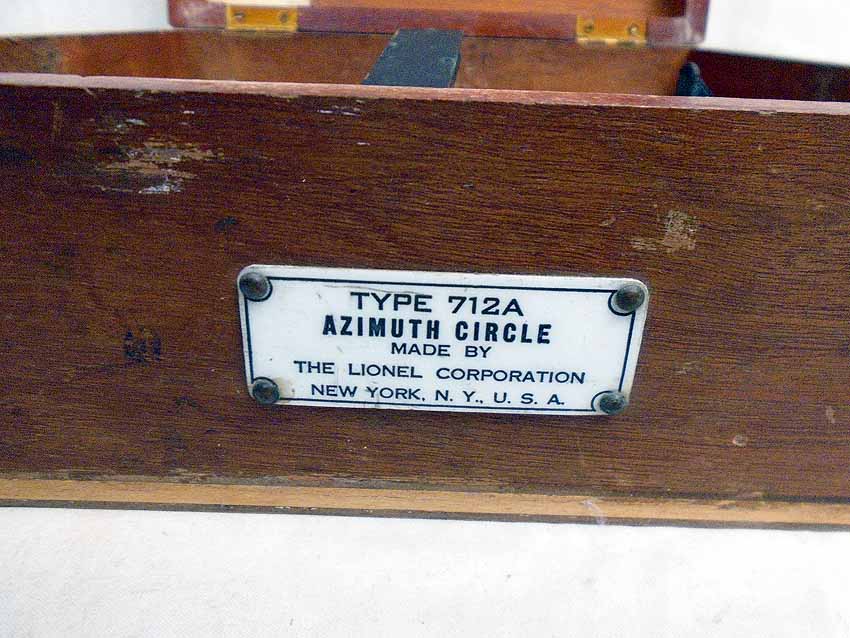 TYPE 712A
AZIMUTH CIRCLE
MADE BY
THE LIONEL CORPORATION
NEW YORK, N. Y., U. S. A.